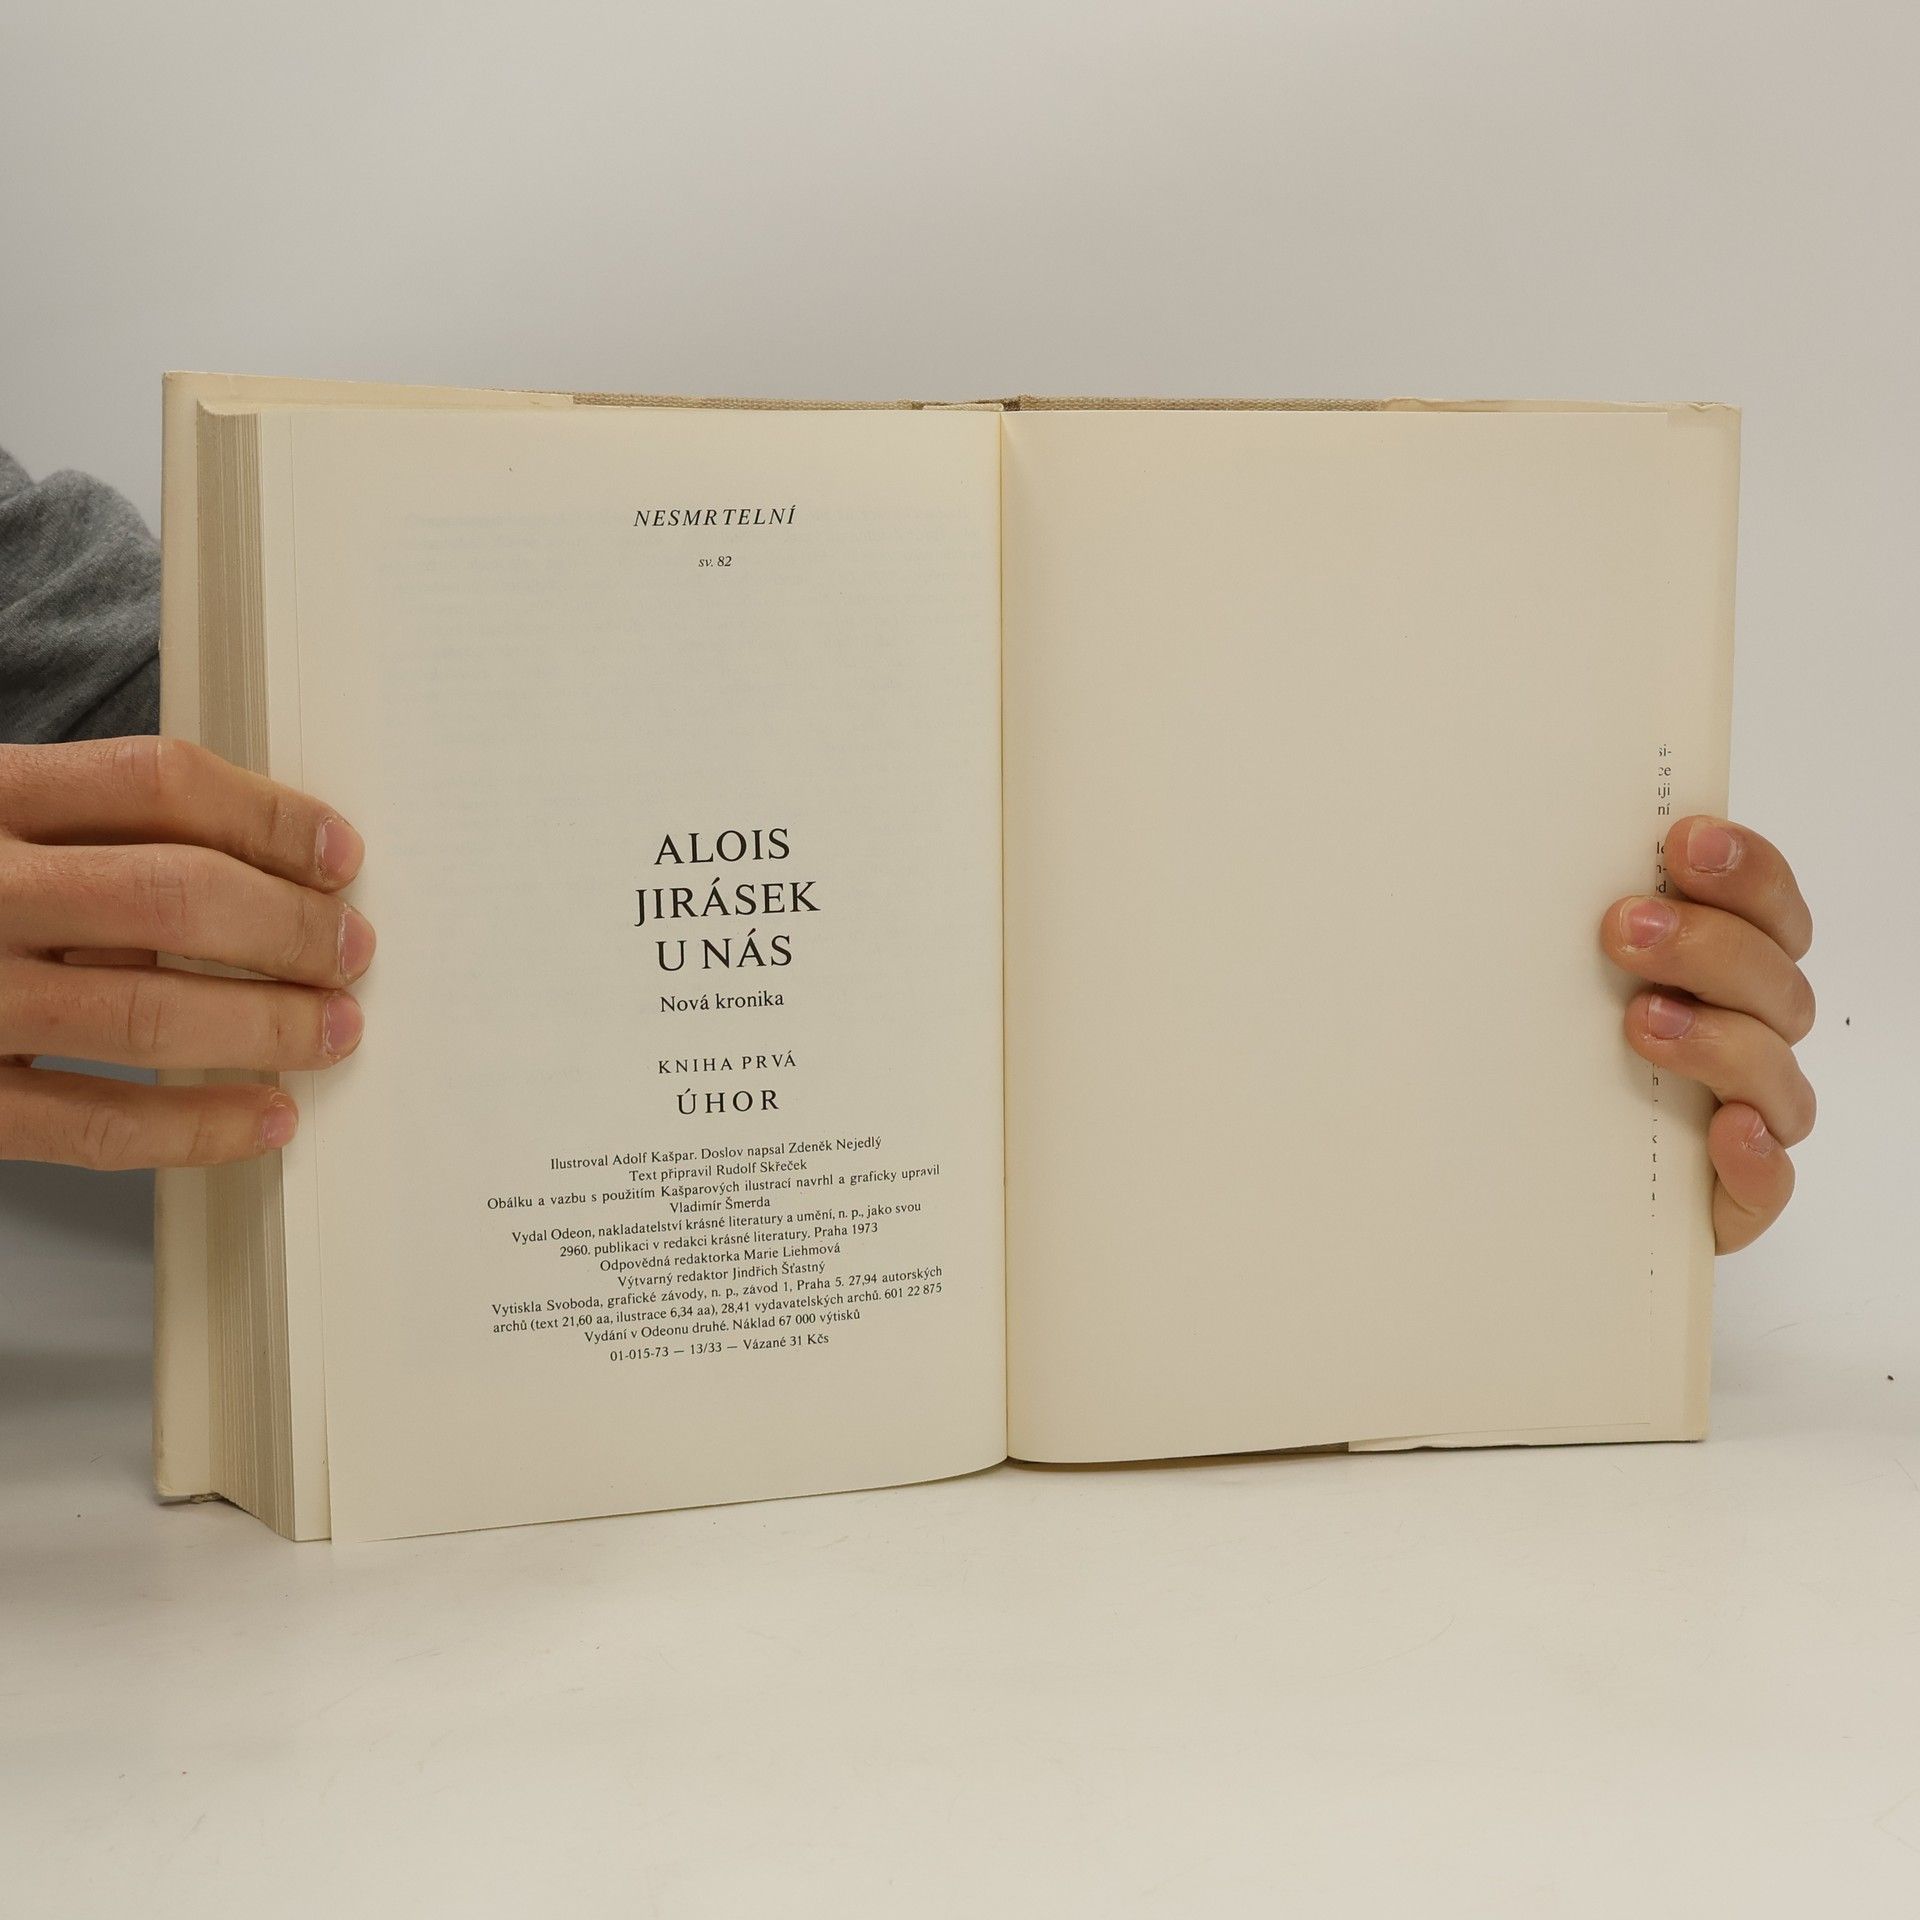 NESMRTELNÍ
sv. 82
ALOIS
JIRÁSEK
U NÁS
Nová kronika
KNIHA PRVÁ
ÚHOR
Ilustroval Adolf Kašpar. Doslov napsal Zdeněk Nejedlý
Text připravil Rudolf Skřeček
Obálku a vazbu s použitím Kašparových ilustrací navrhl a graficky upravil
Vladimír Šmerda
Vydal Odeon, nakladatelství krásné literatury a umění, n. p., jako svou
2960. publikaci v redakci krásné literatury. Praha 1973
Odpovědná redaktorka Marie Liehmová
Výtvarný redaktor Jindřich Šťastný
Vytiskla Svoboda, grafické závody, n. p., závod 1, Praha 5. 27,94 autorských
archů (text 21,60 aa, ilustrace 6,34 aa), 28,41 vydavatelských archů. 601 22 875
Vydání v Odeonu druhé. Náklad 67 000 výtisků
01-015-73 — 13/33 — Vázané 31 Kčs